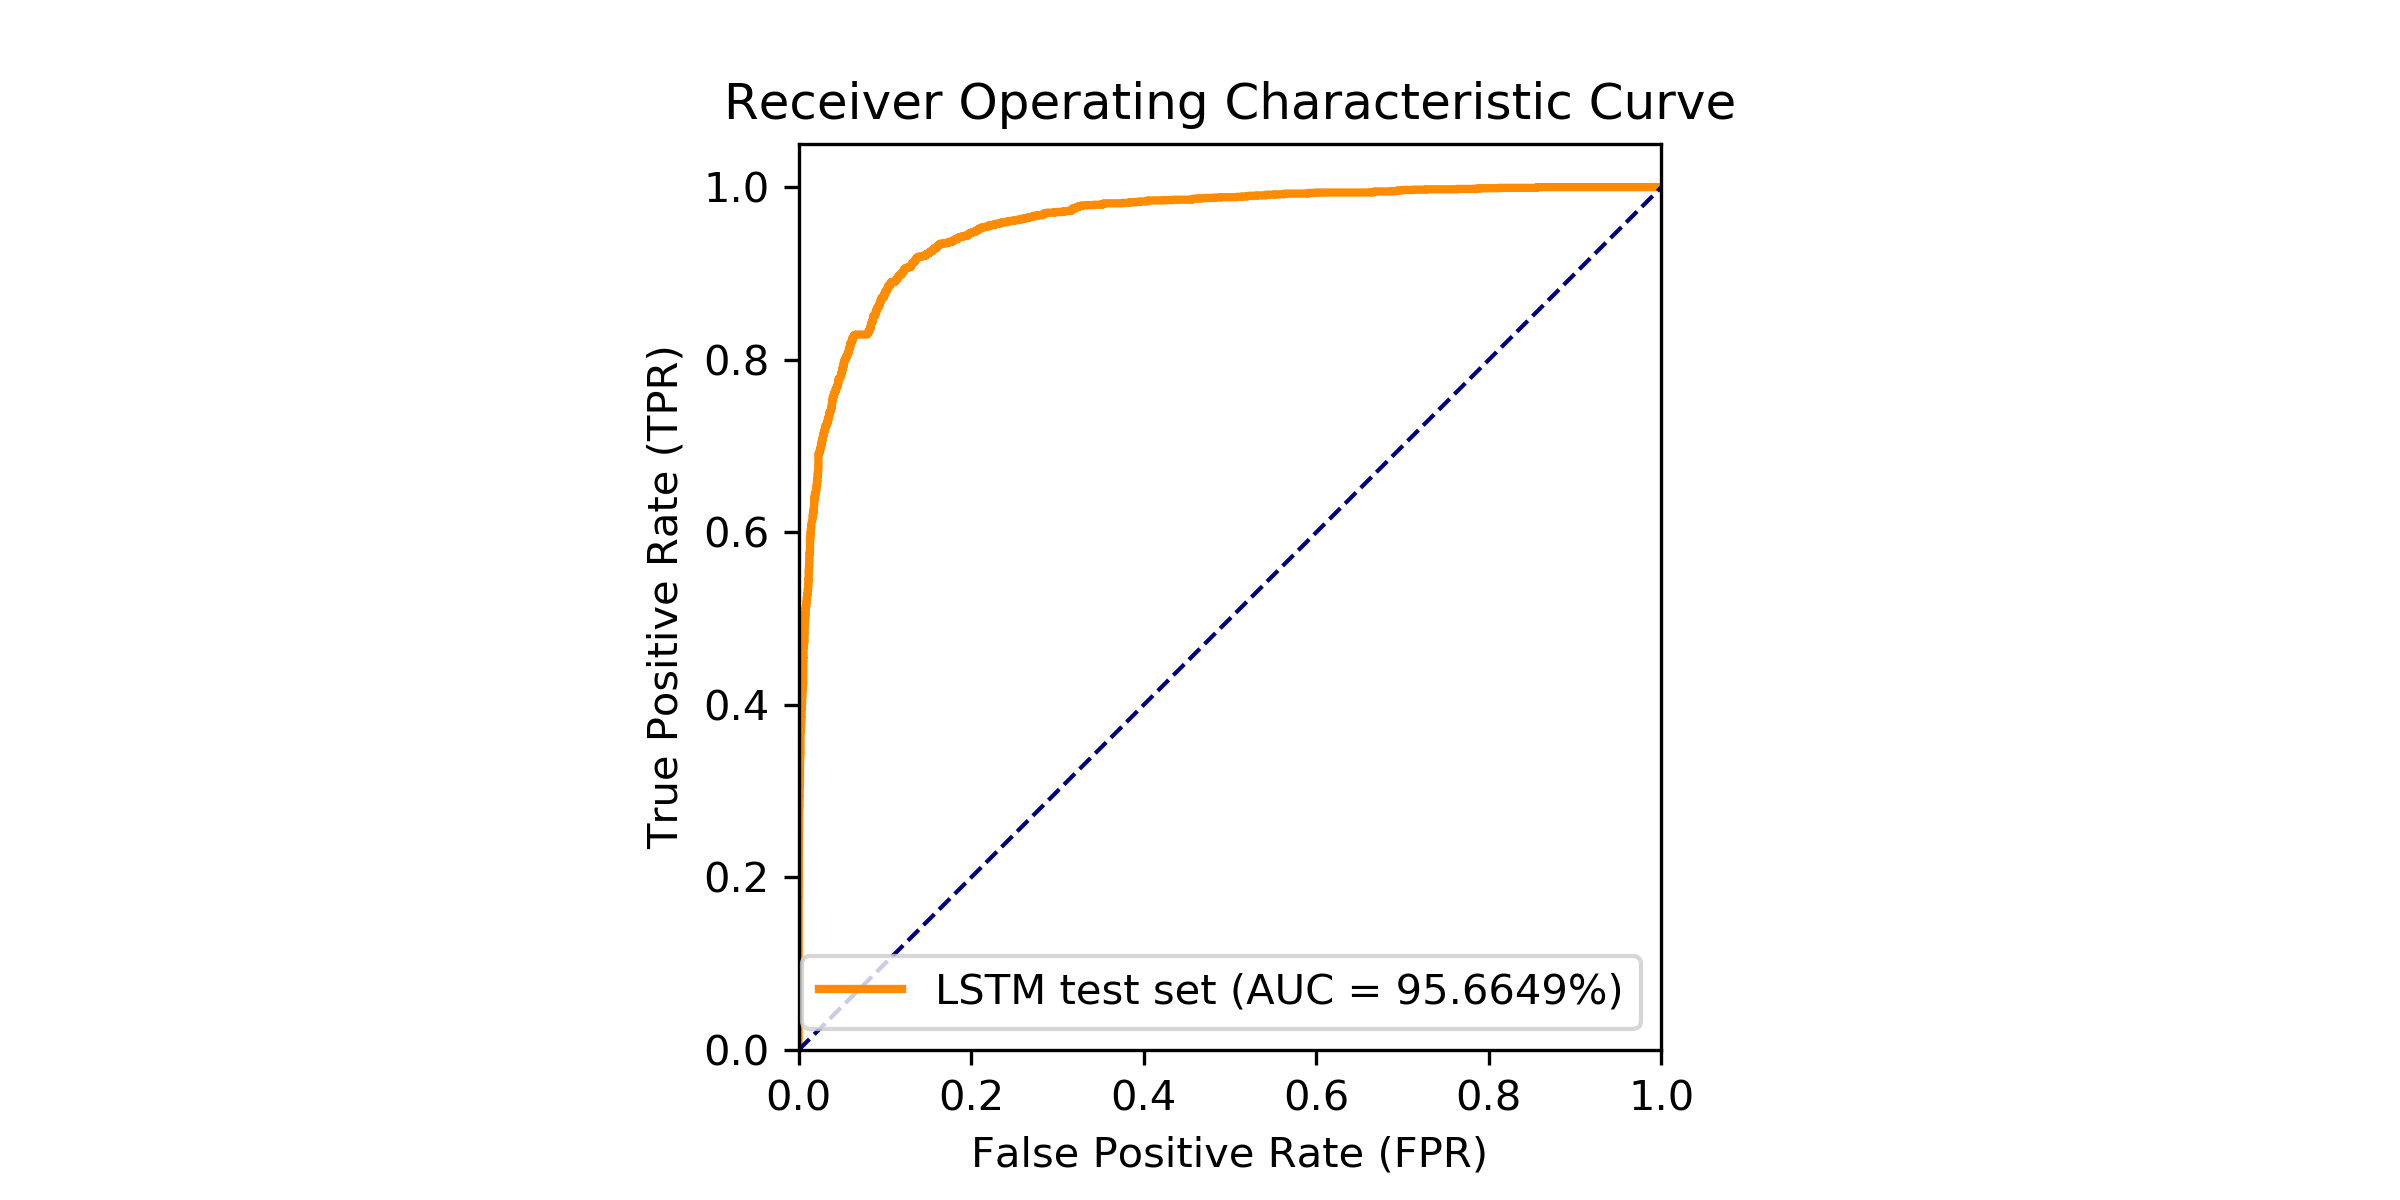 Receiver Operating Characteristic Curve
1.0
0.8
0.6
0.4
0.2
0.0
True Positive Rate (TPR)
LSTM test set (AUC = 95.6649%)
0.0 0.2 0.4 0.6 0.8 1.0
False Positive Rate (FPR)